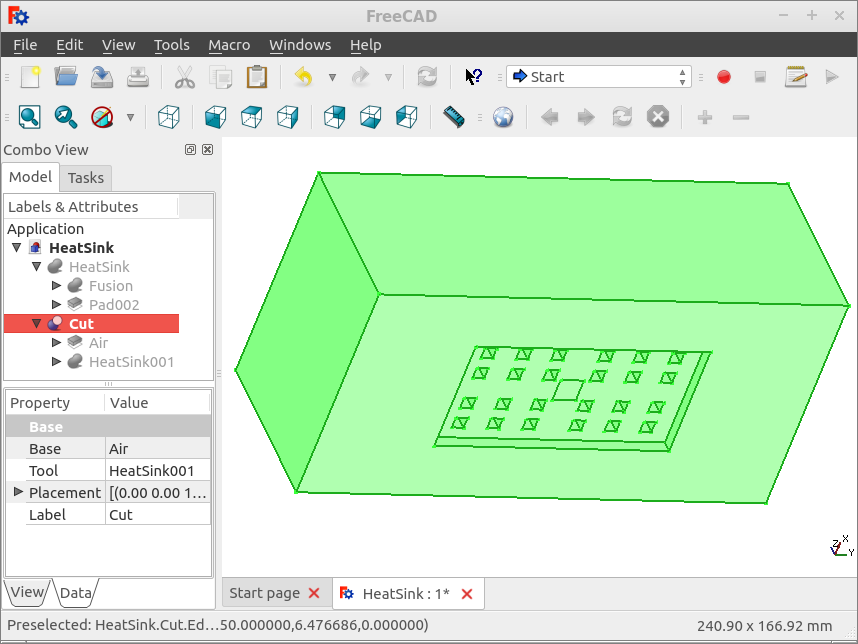 FreeCAD
File Edit View Tools Macro Windows Help
Start
Combo View
Model Tasks
Labels & Attributes
Application
HeatSink
HeatSink
Fusion
Pad002
Cut
Air
HeatSink001
Property Value
Base
Base Air
Tool HeatSink001
Placement [(0.00 0.00 1...
Label Cut
View Data
Start page HeatSink : 1*
Z X Y
Preselected: HeatSink.Cut.Ed...50.000000,6.476686,0.000000) 240.90 x 166.92 mm